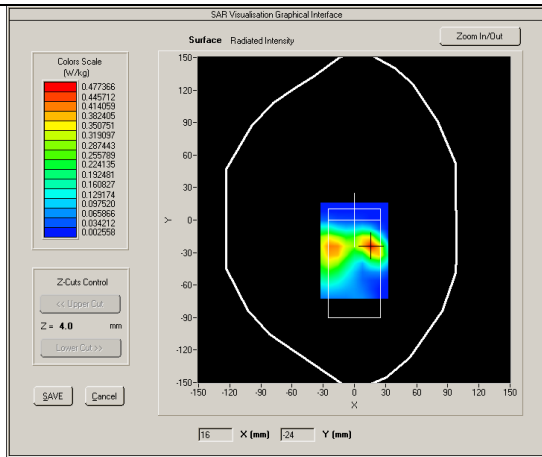 SAR Visualisation Graphical Interface
Surface Radiated Intensity
Zoom In/Out
Colors Scale
(W/kg)
0.477366
0.445712
0.414059
0.382405
0.350751
0.319097
0.287443
0.255789
0.224135
0.192481
0.160827
0.129174
0.097520
0.065866
0.034212
0.002558
Z-Cuts Control
<< Upper Cut
Z = 4.0 mm
Lower Cut >>
SAVE
Cancel
150-
120-
90-
60-
30-
0-
-30-
-60-
-90-
-120-
-150-
Y
-150 -120 -90 -60 -30 0 30 60 90 120 150
X
16 X (mm) -24 Y (mm)